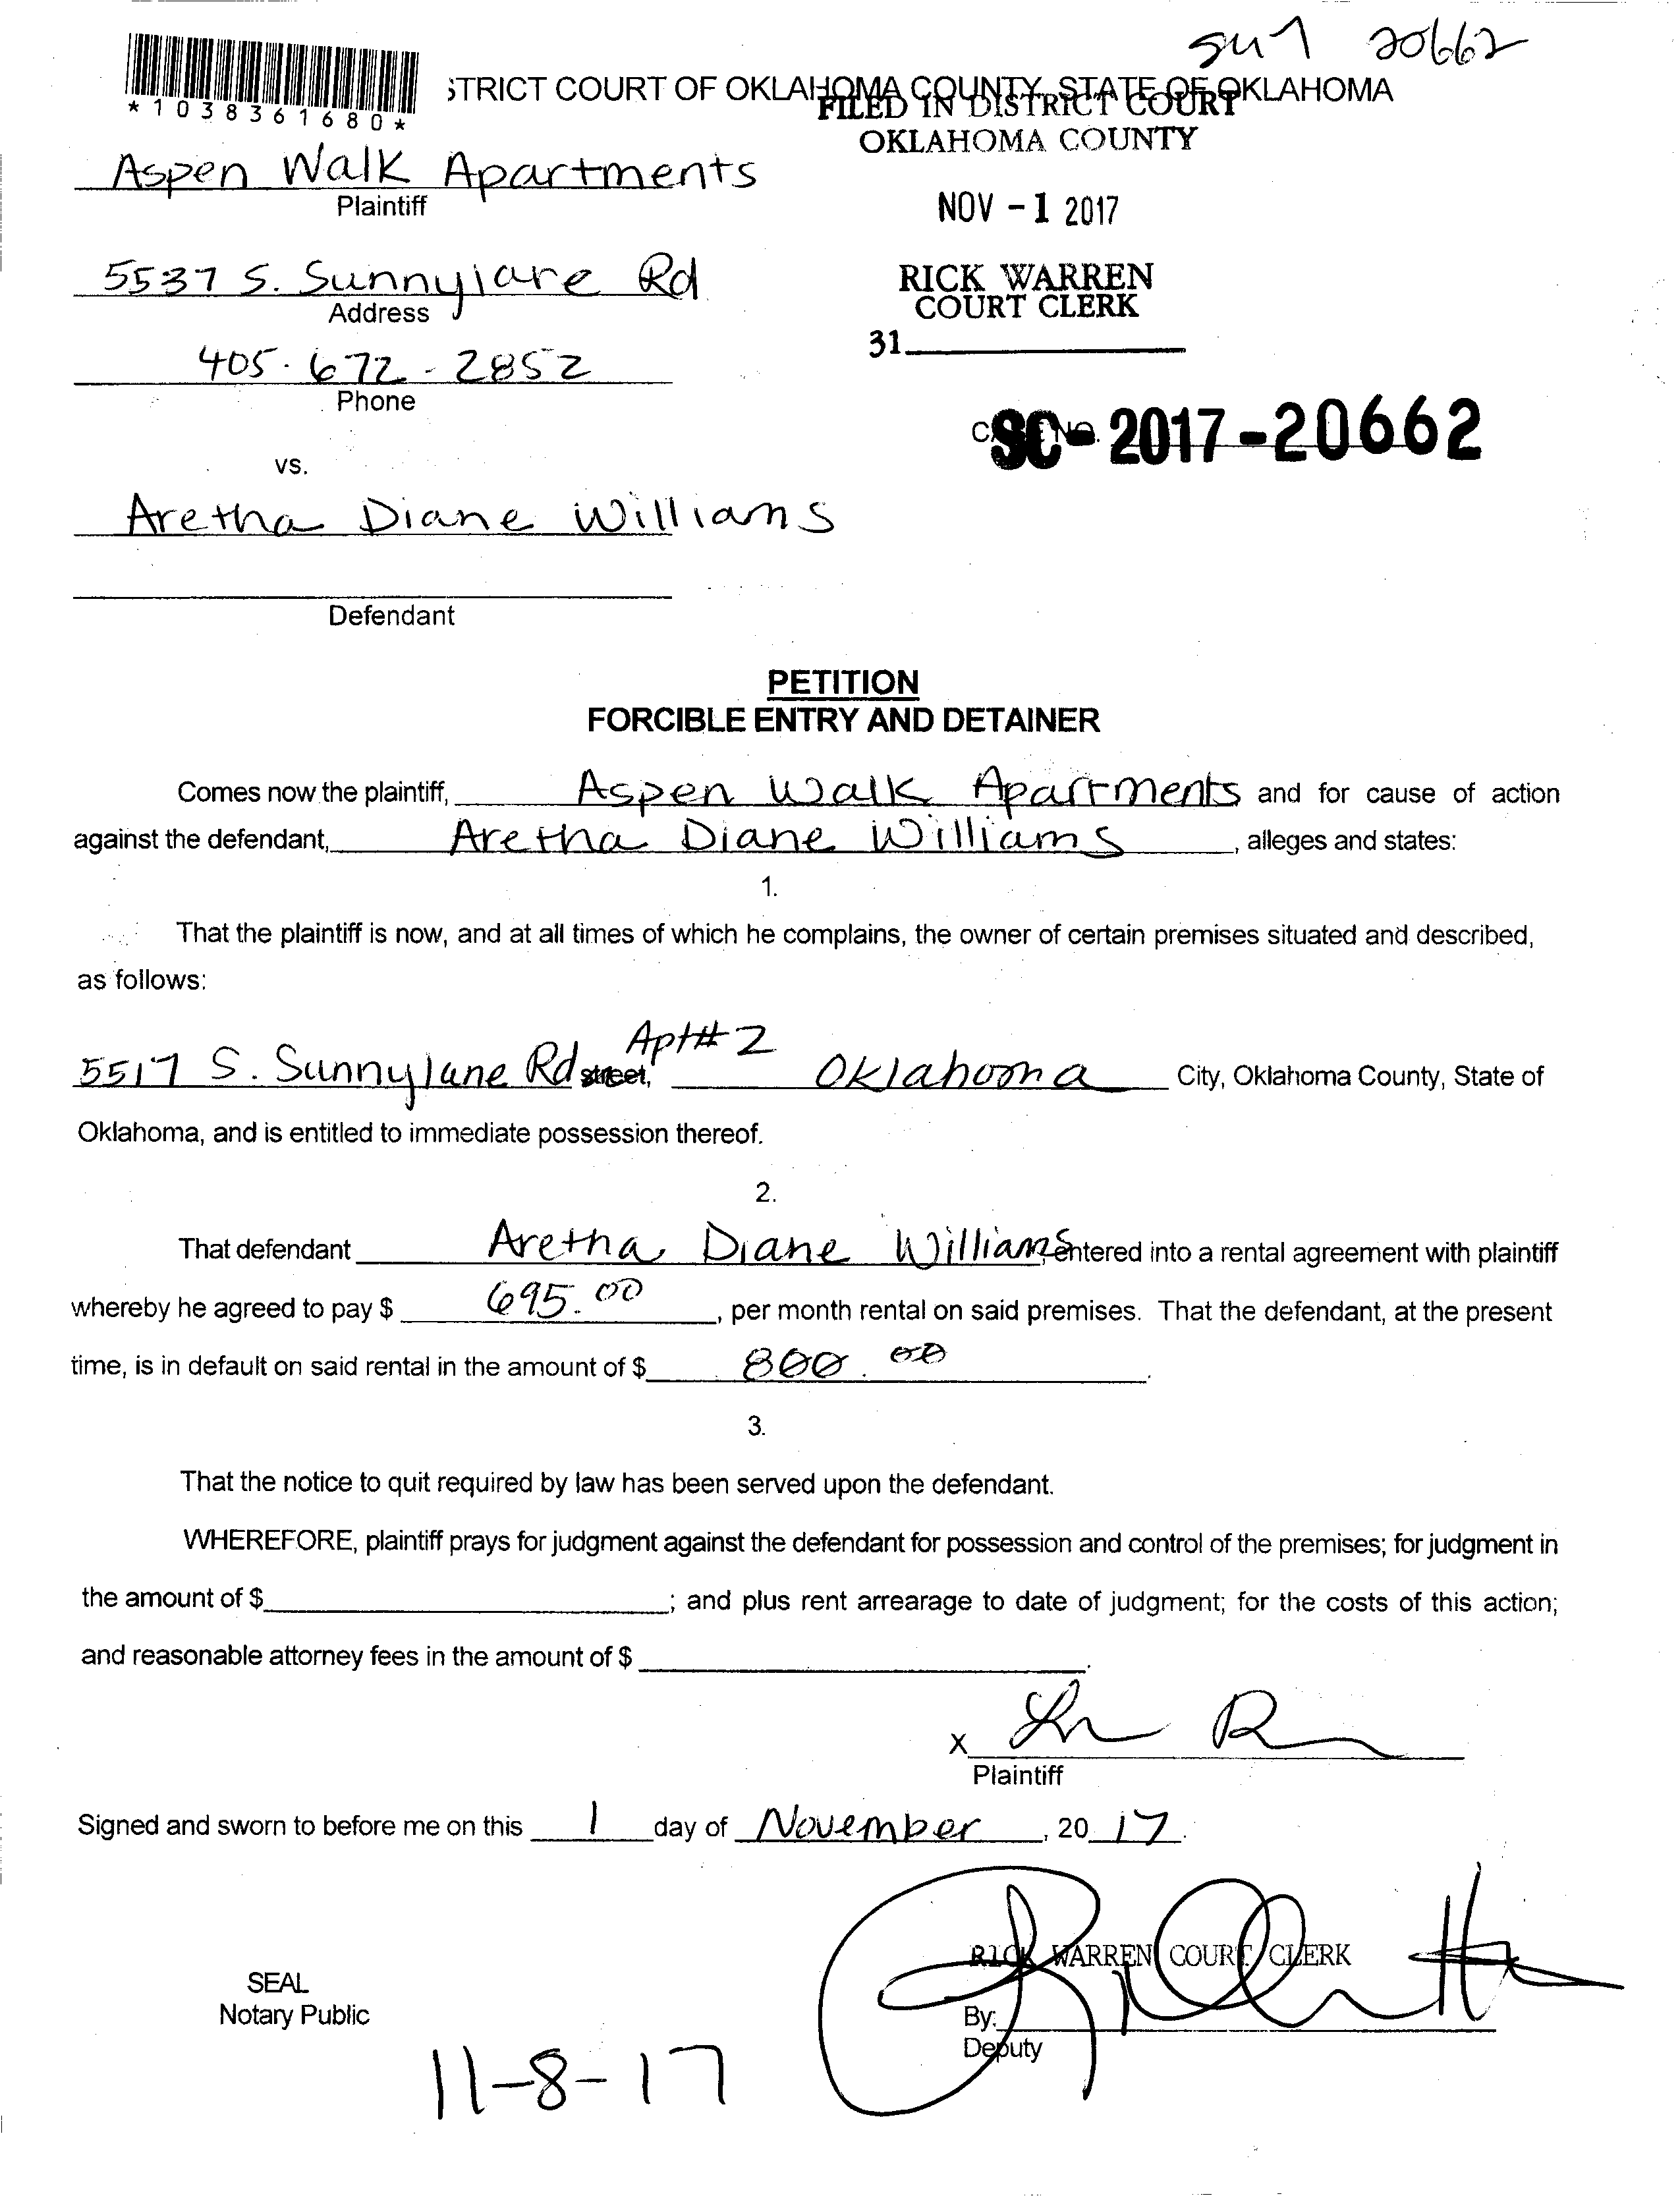 20662
*1038361680*
STRICT COURT OF OKLAHOMA COUNTY, STATE OF OKLAHOMA
FILED IN DISTRICT COURT
OKLAHOMA COUNTY
Aspen Walk Apartments
Plaintiff
NOV - 1 2017
5537 S. Sunnylane Rd
Address
RICK WARREN
COURT CLERK
31
405. 672 - 2852
Phone
SC - 2017 - 20662
vs.
Aretha Diane Williams
Defendant
PETITION
FORCIBLE ENTRY AND DETAINER
Comes now the plaintiff, Aspen Walk Apartments and for cause of action
against the defendant, Aretha Diane Williams, alleges and states:
1.
That the plaintiff is now, and at all times of which he complains, the owner of certain premises situated and described,
as follows:
5517 S. Sunnylane Rd street, Apt# 2 Oklahoma City, Oklahoma County, State of
Oklahoma, and is entitled to immediate possession thereof.
2.
That defendant Aretha Diane Williams, entered into a rental agreement with plaintiff
whereby he agreed to pay $ 695.00, per month rental on said premises. That the defendant, at the present
time, is in default on said rental in the amount of $ 800.00.
3.
That the notice to quit required by law has been served upon the defendant.
WHEREFORE, plaintiff prays for judgment against the defendant for possession and control of the premises; for judgment in
the amount of $; and plus rent arrearage to date of judgment; for the costs of this action;
and reasonable attorney fees in the amount of $.
X
Plaintiff
Signed and sworn to before me on this 1 day of November, 2017.
RICK WARREN COURT CLERK
SEAL
Notary Public
By:
Deputy
11-8-17